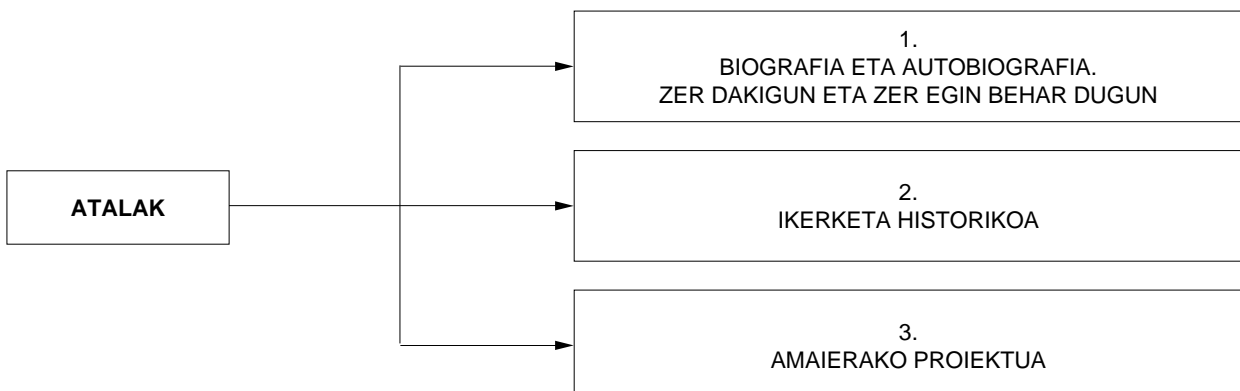 ATALAK
1.
BIOGRAFIA ETA AUTOBIOGRAFIA.
ZER DAKIGUN ETA ZER EGIN BEHAR DUGUN
2.
IKERKETA HISTORIKOA
3.
AMAIERAKO PROIEKTUA